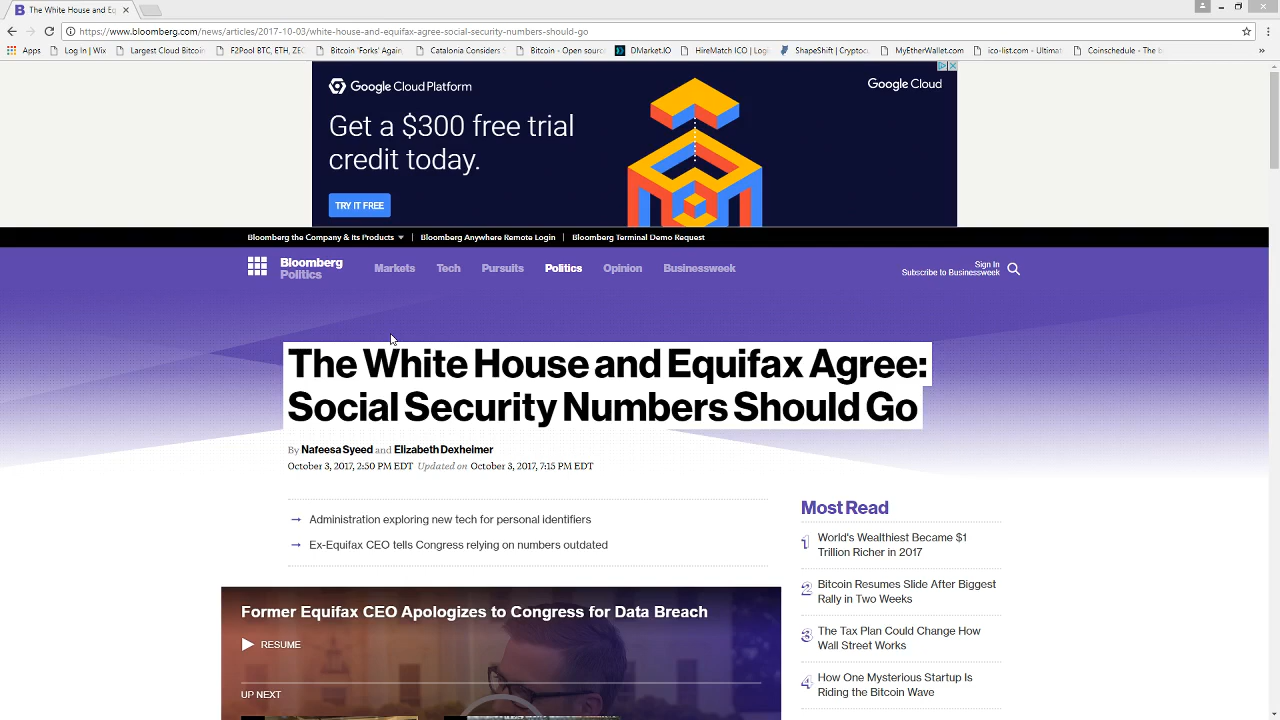 The White House and Eq
https://www.bloomberg.com/news/articles/2017-10-03/white-house-and-equifax-agree-social-security-numbers-should-go
Apps Log In | Wix Largest Cloud Bitcoin F2Pool BTC, ETH, ZEC Bitcoin 'Forks' Again Catalonia Considers Bitcoin - Open sourc DMarket.IO HireMatch ICO | Log ShapeShift | Cryptoc MyEtherWallet.com ico-list.com - Ultima Coinschedule - The b »
Google Cloud Platform
Google Cloud
Get a $300 free trial
credit today.
TRY IT FREE
Bloomberg the Company & Its Products | Bloomberg Anywhere Remote Login | Bloomberg Terminal Demo Request
Bloomberg
Politics
Markets Tech Pursuits Politics Opinion Businessweek
Sign In
Subscribe to Businessweek
The White House and Equifax Agree:
Social Security Numbers Should Go
By Nafeesa Syeed and Elizabeth Dexheimer
October 3, 2017, 2:50 PM EDT Updated on October 3, 2017, 7:15 PM EDT
→ Administration exploring new tech for personal identifiers
→ Ex-Equifax CEO tells Congress relying on numbers outdated
Former Equifax CEO Apologizes to Congress for Data Breach
RESUME
UP NEXT
Most Read
1 World's Wealthiest Became $1
Trillion Richer in 2017
2 Bitcoin Resumes Slide After Biggest
Rally in Two Weeks
3 The Tax Plan Could Change How
Wall Street Works
4 How One Mysterious Startup Is
Riding the Bitcoin Wave